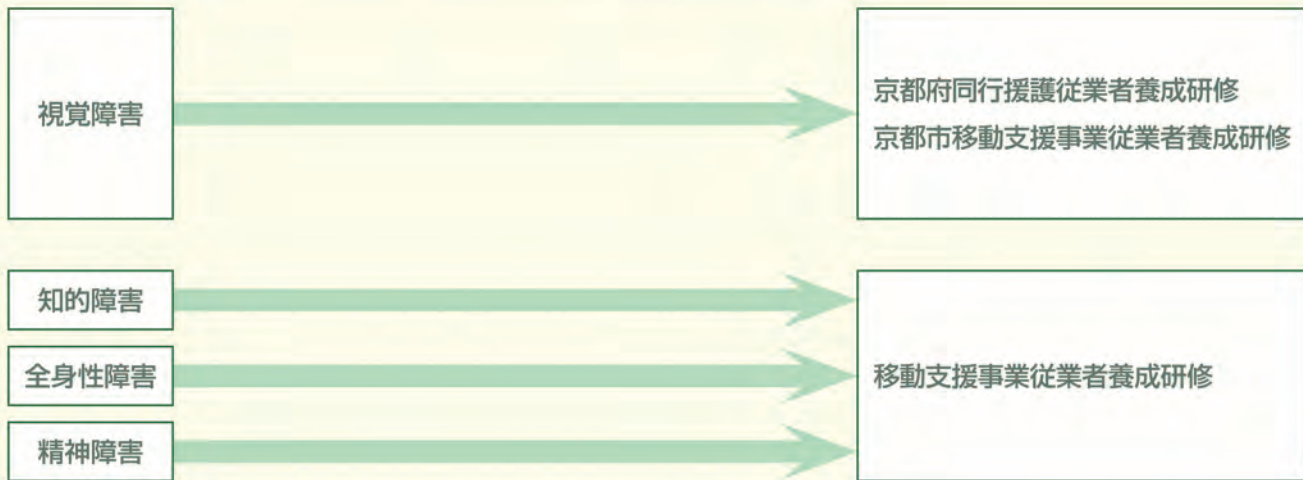 視覚障害
京都府同行援護従業者養成研修
京都市移動支援事業従業者養成研修
知的障害
全身性障害
精神障害
移動支援事業従業者養成研修